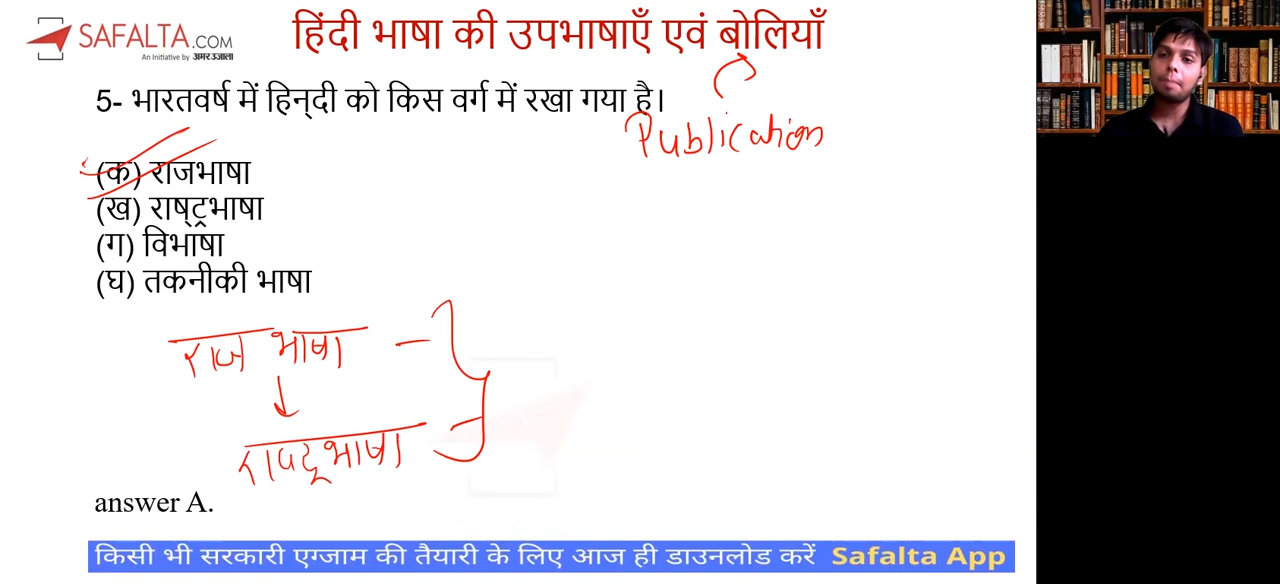 SAFALTA.COM
An Initiative by अमर उजाला
हिंदी भाषा की उपभाषाएँ एवं बोलियाँ
5- भारतवर्ष में हिन्दी को किस वर्ग में रखा गया है।
Publication
(क) राजभाषा
(ख) राष्ट्रभाषा
(ग) विभाषा
(घ) तकनीकी भाषा
राज भाषा
राष्ट्रभाषा
answer A.
किसी भी सरकारी एग्जाम की तैयारी के लिए आज ही डाउनलोड करें Safalta App